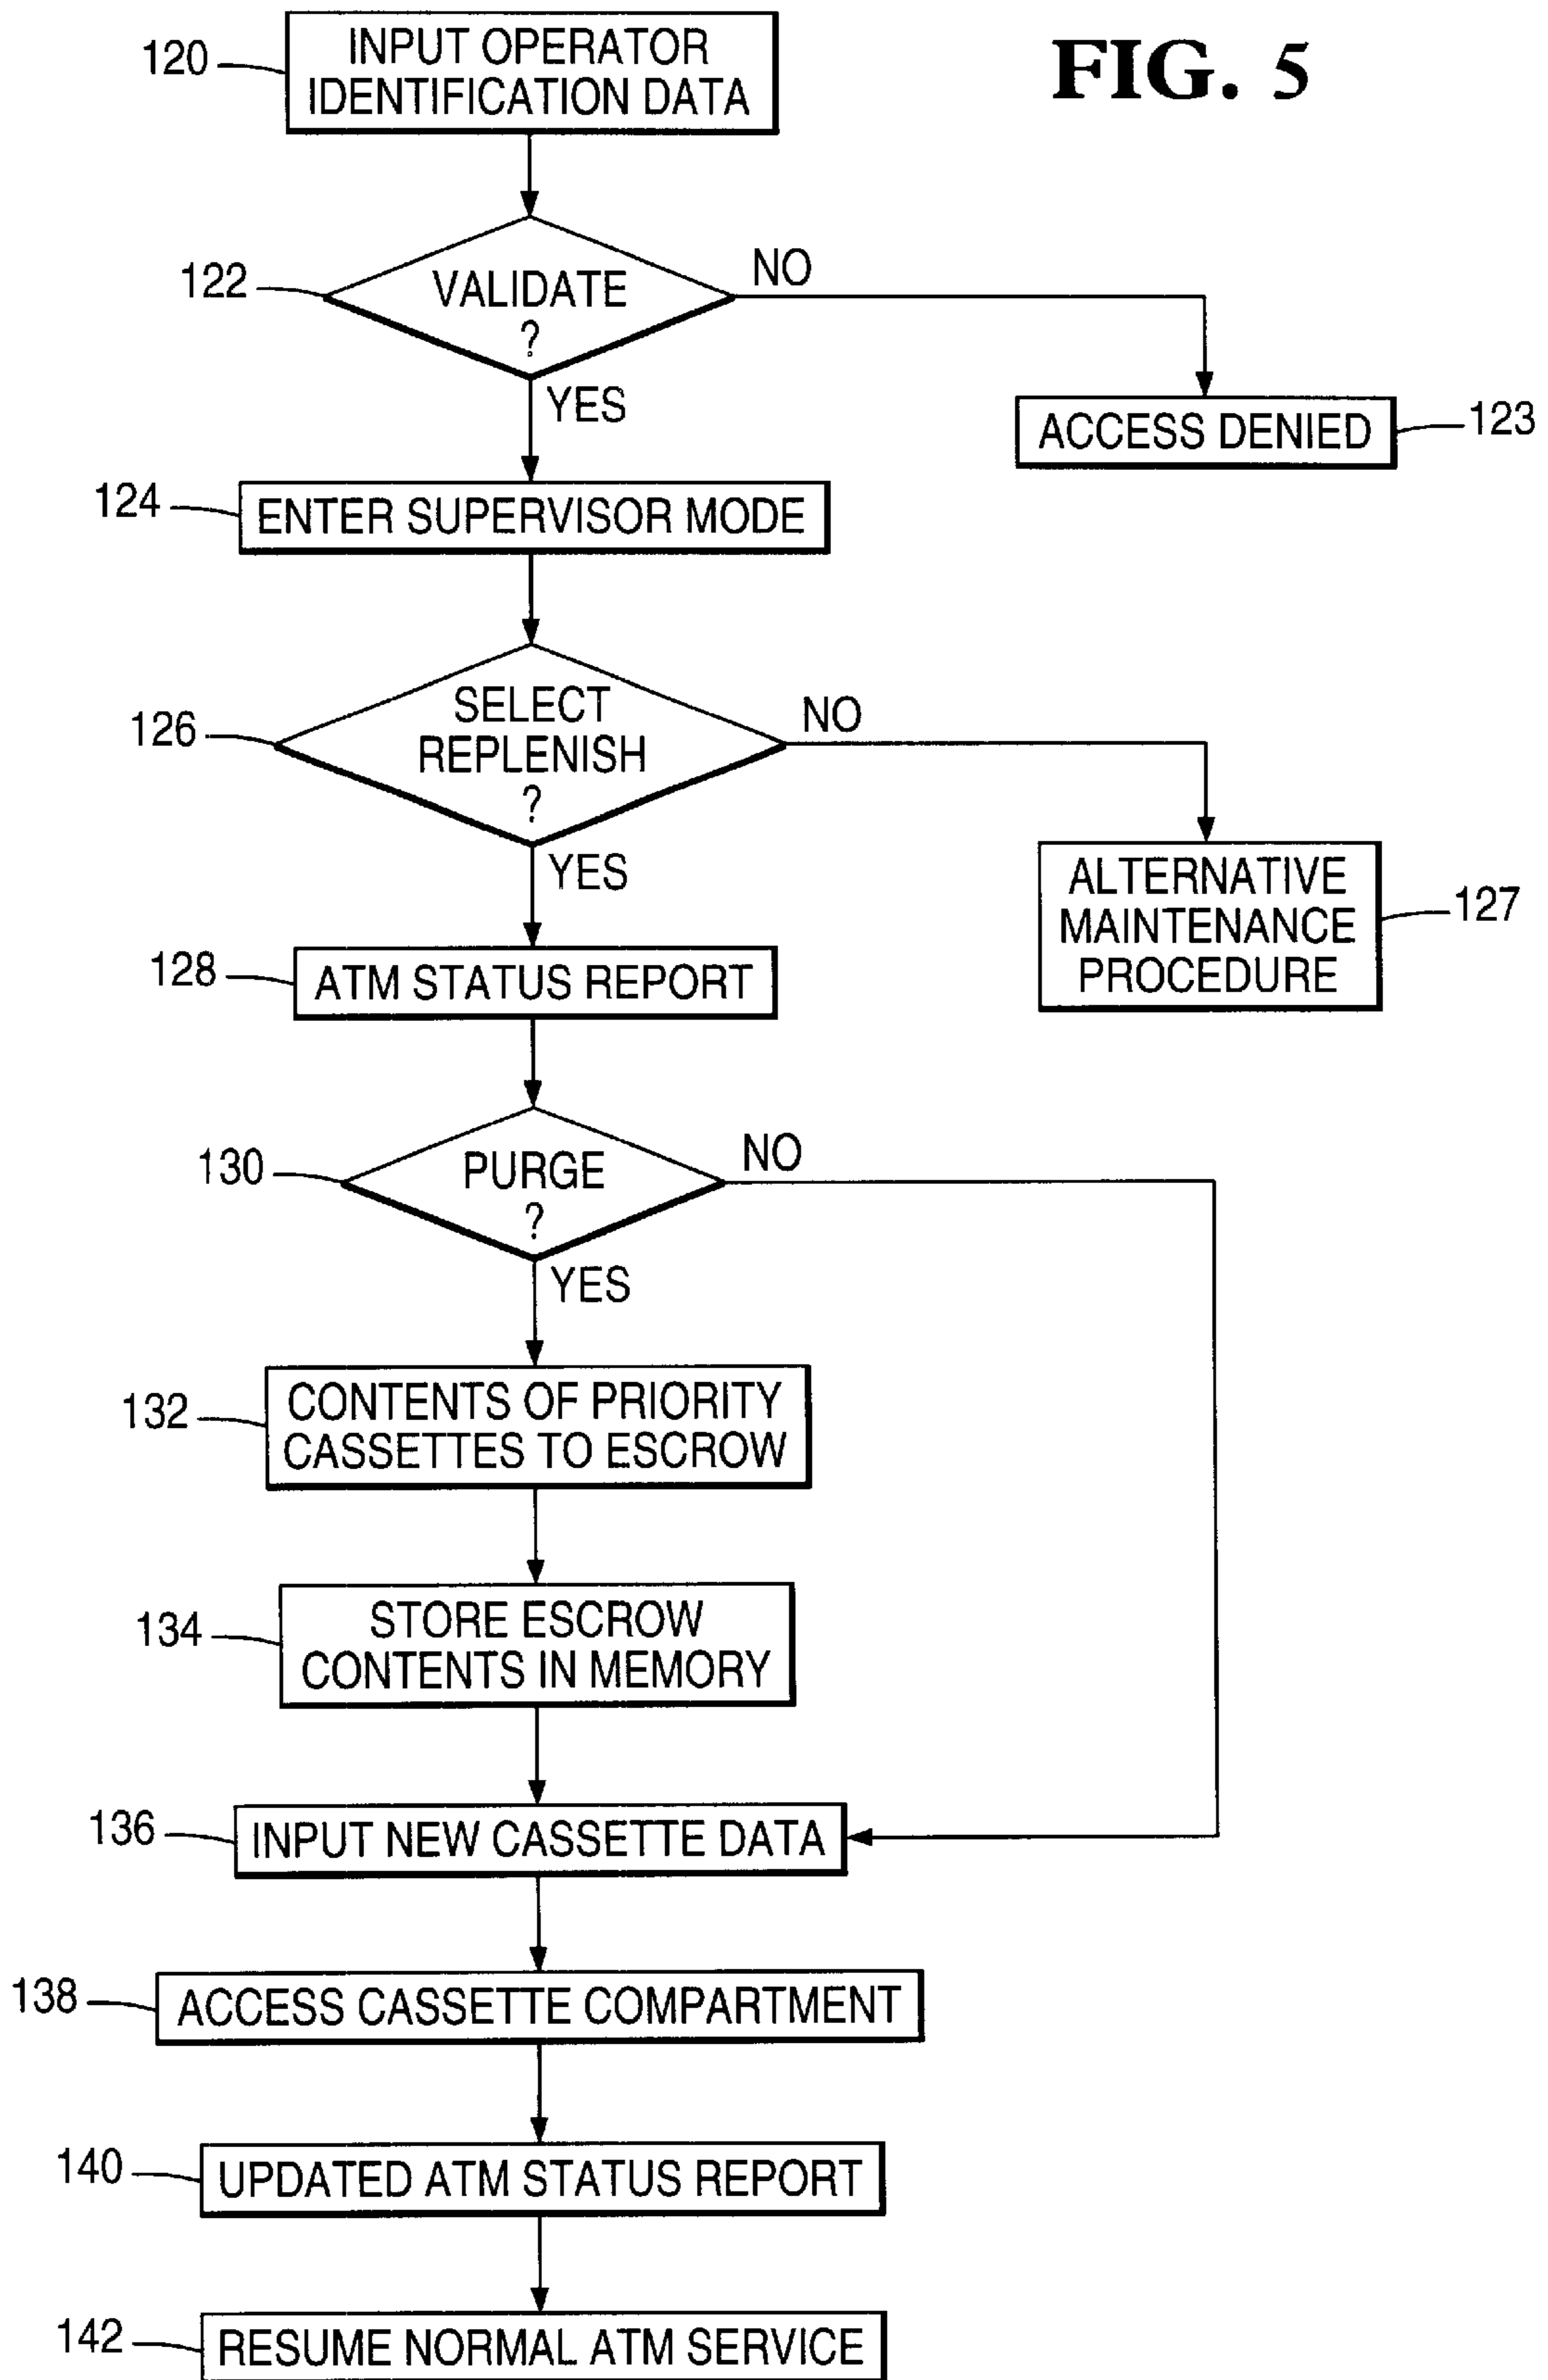 FIG. 5
120
INPUT OPERATOR
IDENTIFICATION DATA
122
VALIDATE
?
NO
YES
ACCESS DENIED
123
124
ENTER SUPERVISOR MODE
126
SELECT
REPLENISH
?
NO
YES
ALTERNATIVE
MAINTENANCE
PROCEDURE
127
128
ATM STATUS REPORT
130
PURGE
?
NO
YES
132
CONTENTS OF PRIORITY
CASSETTES TO ESCROW
134
STORE ESCROW
CONTENTS IN MEMORY
136
INPUT NEW CASSETTE DATA
138
ACCESS CASSETTE COMPARTMENT
140
UPDATED ATM STATUS REPORT
142
RESUME NORMAL ATM SERVICE